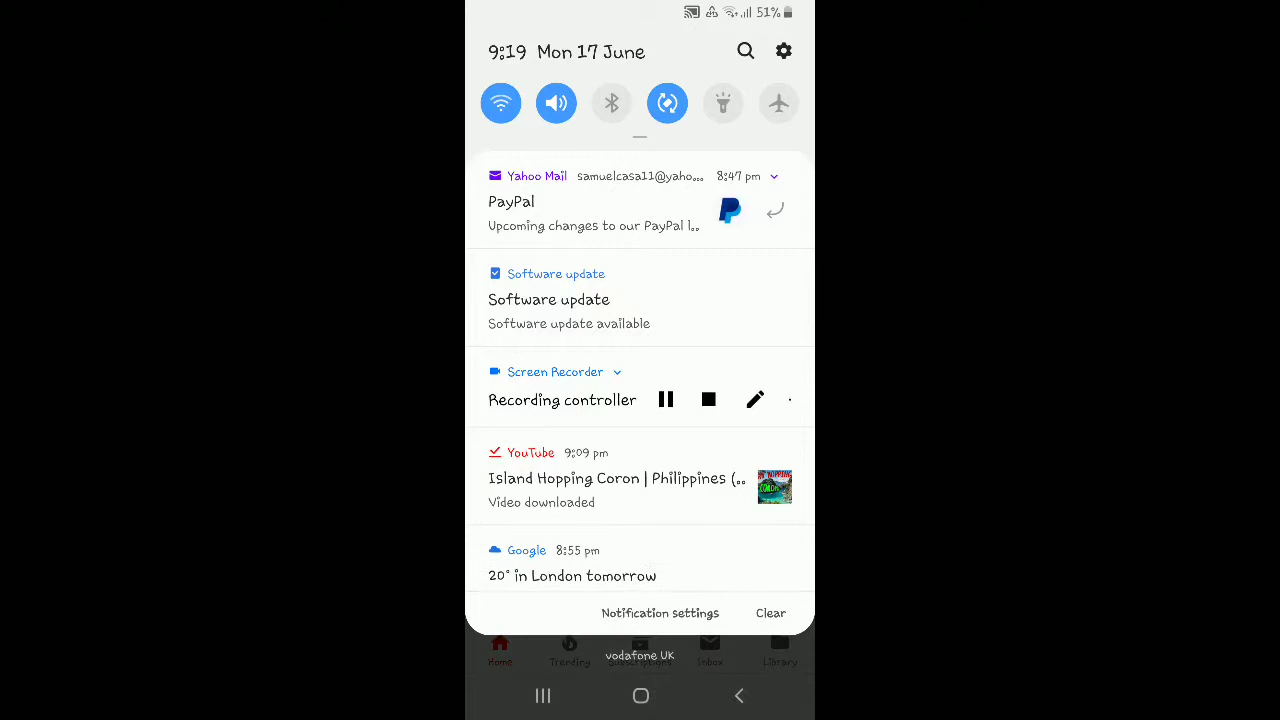 51%
9:19 Mon 17 June
Yahoo Mail samuelcasa11@yaho... 8:47 pm
PayPal
Upcoming changes to our PayPal l..
Software update
Software update
Software update available
Screen Recorder
Recording controller
YouTube 9:09 pm
Island Hopping Coron | Philippines (..
Video downloaded
Google 8:55 pm
20° in London tomorrow
Notification settings Clear
Home Trending Subscriptions Inbox Library
vodafone UK